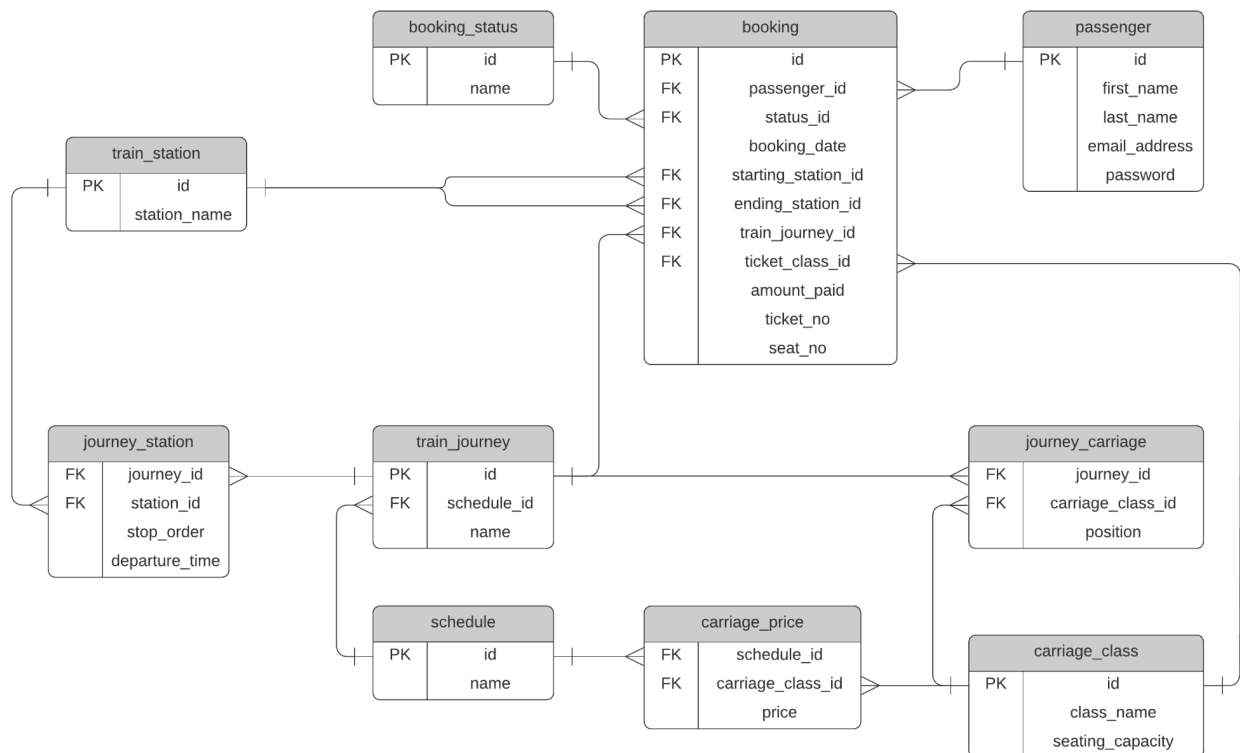 booking_status
PK id
name
booking
PK id
FK passenger_id
FK status_id
booking_date
FK starting_station_id
FK ending_station_id
FK train_journey_id
FK ticket_class_id
amount_paid
ticket_no
seat_no
passenger
PK id
first_name
last_name
email_address
password
train_station
PK id
station_name
journey_station
FK journey_id
FK station_id
stop_order
departure_time
train_journey
PK id
FK schedule_id
name
journey_carriage
FK journey_id
FK carriage_class_id
position
schedule
PK id
name
carriage_price
FK schedule_id
FK carriage_class_id
price
carriage_class
PK id
class_name
seating_capacity